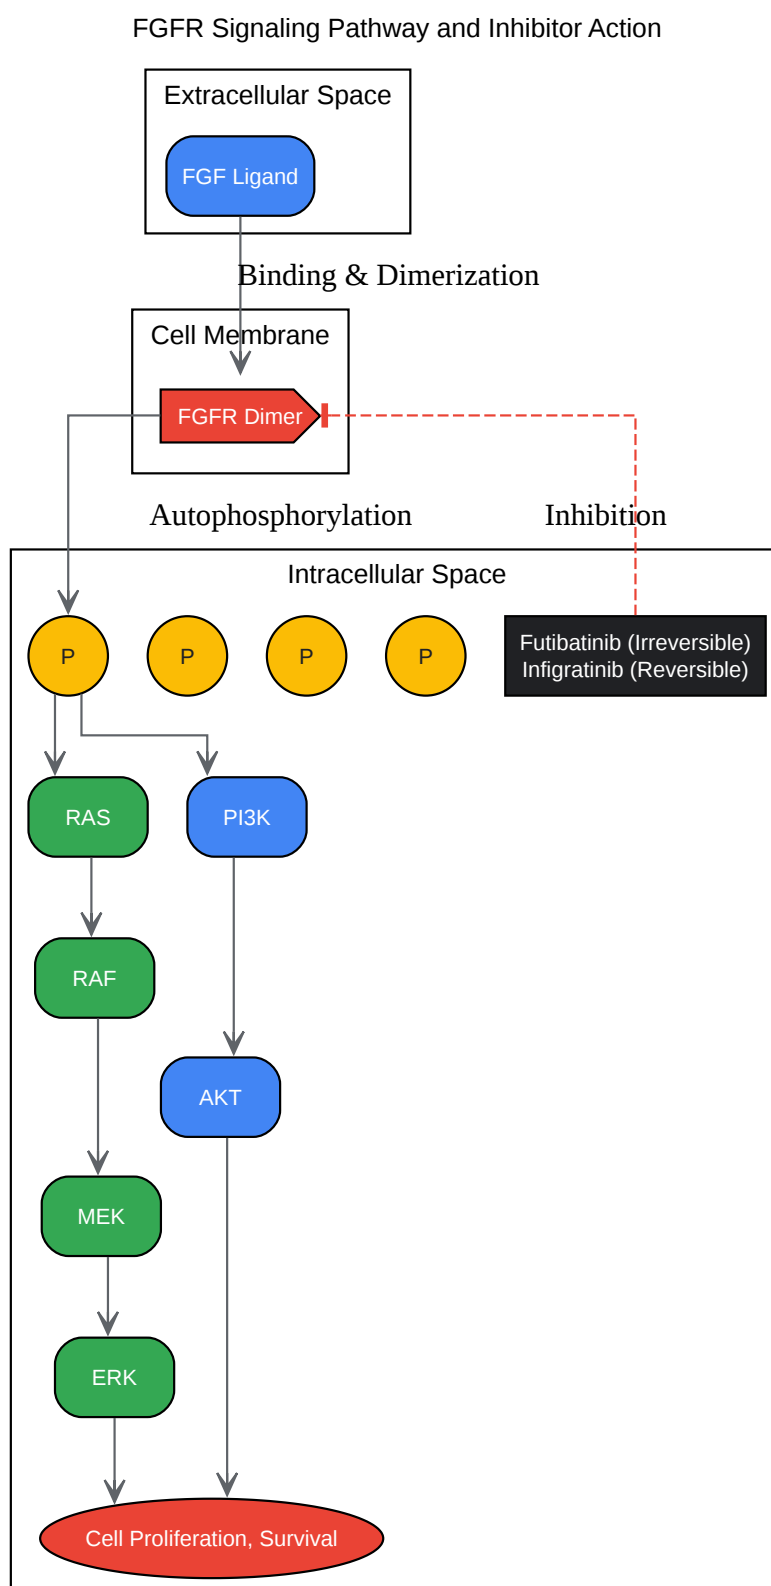 FGFR Signaling Pathway and Inhibitor Action
Extracellular Space
FGF Ligand
Binding & Dimerization
Cell Membrane
FGFR Dimer
Autophosphorylation
Inhibition
Intracellular Space
P
P
P
P
Futibatinib (Irreversible)
Infigratinib (Reversible)
RAS
PI3K
RAF
AKT
MEK
ERK
Cell Proliferation, Survival